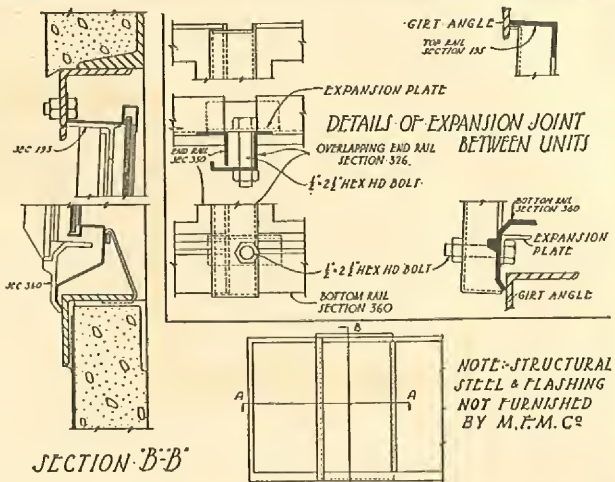 GIRT ANGLE
TOP RAIL
SECTION 195
EXPANSION PLATE
DETAILS OF EXPANSION JOINT
BETWEEN UNITS
SEC 195
END RAIL
SEC 350
OVERLAPPING END RAIL
SECTION 326
HEX HD BOLT
BOTTOM RAIL
SECTION 360
EXPANSION
PLATE
HEX HD BOLT
SEC 360
BOTTOM RAIL
SECTION 360
GIRT ANGLE
B
A
A
NOTE:-STRUCTURAL
STEEL & FLASHING
NOT FURNISHED
BY M.F.M. Cº
SECTION "B-B"